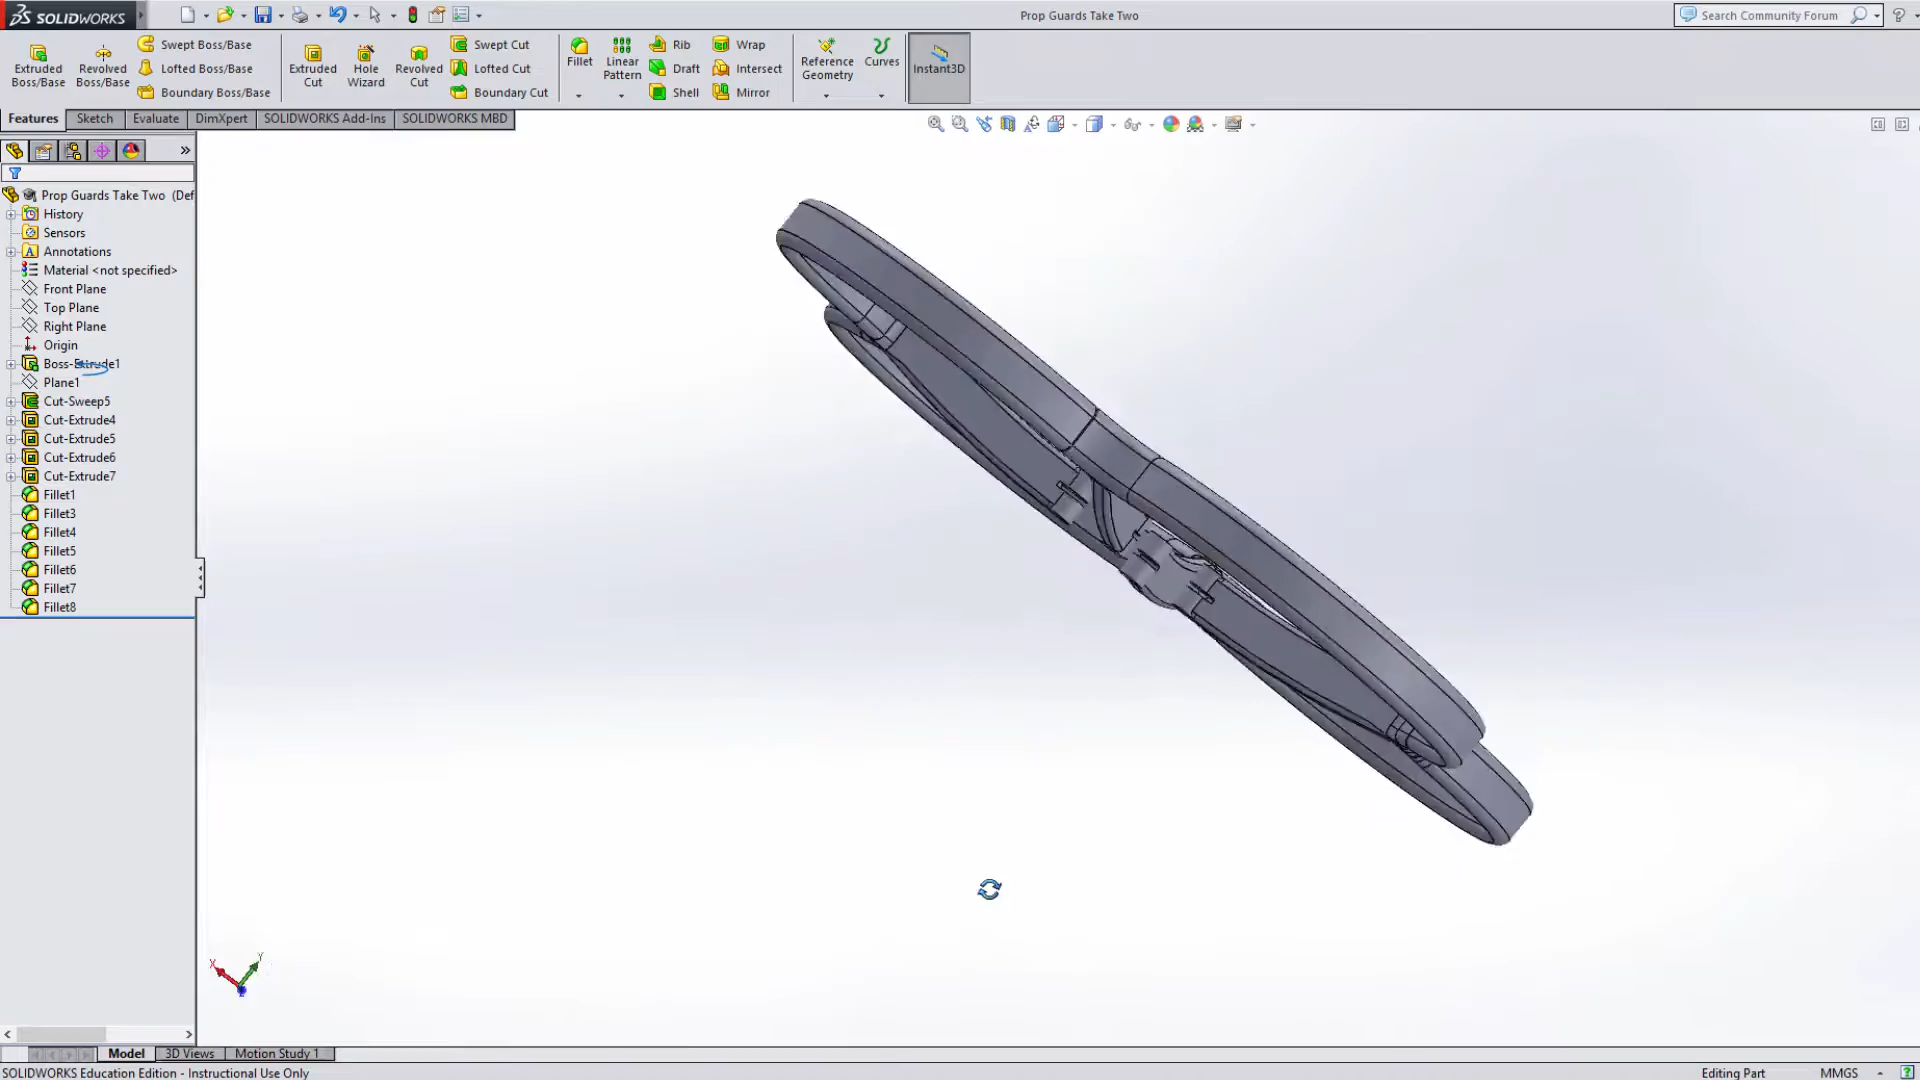 SOLIDWORKS
Prop Guards Take Two
Search Community Forum
Extruded Boss/Base
Revolved Boss/Base
Swept Boss/Base
Lofted Boss/Base
Boundary Boss/Base
Extruded Cut
Hole Wizard
Revolved Cut
Swept Cut
Lofted Cut
Boundary Cut
Fillet
Linear Pattern
Rib
Draft
Shell
Wrap
Intersect
Mirror
Reference Geometry
Curves
Instant3D
Features
Sketch
Evaluate
DimXpert
SOLIDWORKS Add-Ins
SOLIDWORKS MBD
Prop Guards Take Two (Def
History
Sensors
Annotations
Material <not specified>
Front Plane
Top Plane
Right Plane
Origin
Boss-Extrude1
Plane1
Cut-Sweep5
Cut-Extrude4
Cut-Extrude5
Cut-Extrude6
Cut-Extrude7
Fillet1
Fillet3
Fillet4
Fillet5
Fillet6
Fillet7
Fillet8
X
Y
Model
3D Views
Motion Study 1
SOLIDWORKS Education Edition - Instructional Use Only
Editing Part
MMGS